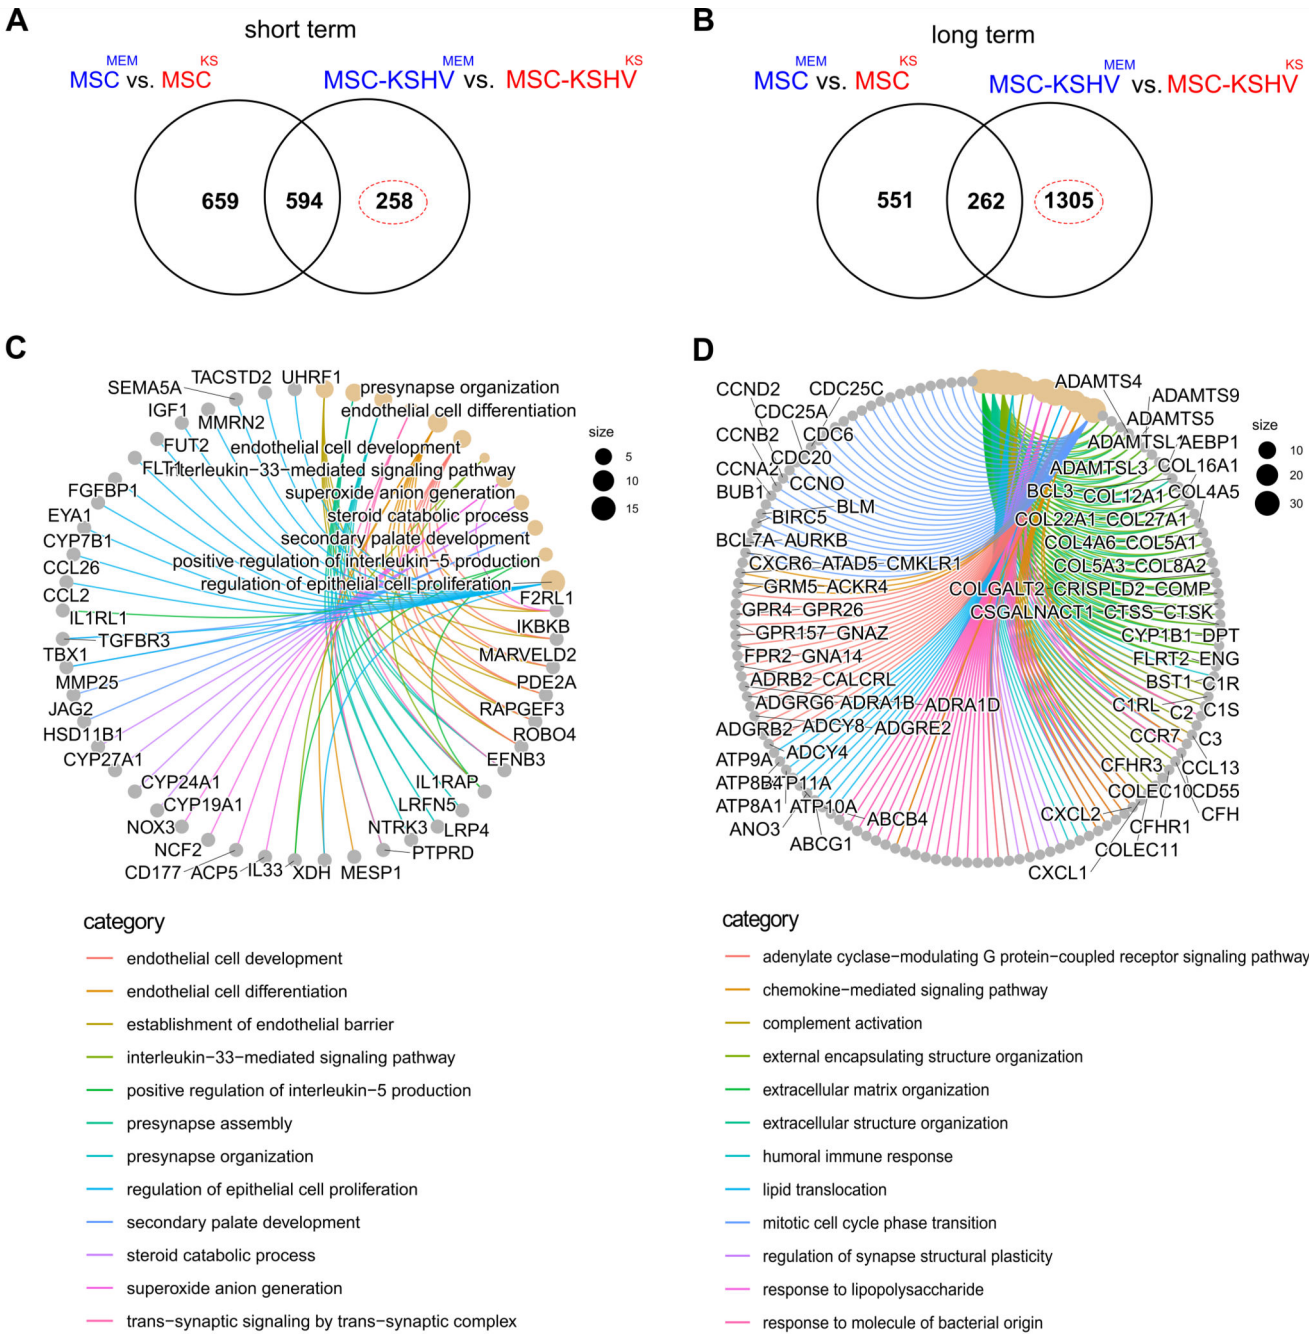 A
short term
MSC MEM vs. MSC KS
MSC-KSHV MEM vs. MSC-KSHV KS
659
594
258
B
long term
MSC MEM vs. MSC KS
MSC-KSHV MEM vs. MSC-KSHV KS
551
262
1305
C
TACSTD2
UHRF1
SEMA5A
presynapse organization
IGF1
MMRN2
endothelial cell differentiation
FUT2
endothelial cell development
FLT1
interleukin−33−mediated signaling pathway
FGFBP1
superoxide anion generation
EYA1
steroid catabolic process
CYP7B1
secondary palate development
CCL26
positive regulation of interleukin−5 production
CCL2
regulation of epithelial cell proliferation
F2RL1
IL1RL1
IKBKB
TGFBR3
TBX1
MARVELD2
MMP25
PDE2A
JAG2
RAPGEF3
HSD11B1
ROBO4
CYP27A1
EFNB3
CYP24A1
IL1RAP
CYP19A1
LRFN5
NOX3
NTRK3
LRP4
NCF2
PTPRD
CD177
ACP5
IL33
XDH
MESP1
size
5
10
15
category
endothelial cell development
endothelial cell differentiation
establishment of endothelial barrier
interleukin−33−mediated signaling pathway
positive regulation of interleukin−5 production
presynapse assembly
presynapse organization
regulation of epithelial cell proliferation
secondary palate development
steroid catabolic process
superoxide anion generation
trans−synaptic signaling by trans−synaptic complex
D
CCND2
CDC25C
ADAMTS4
ADAMTS9
CDC25A
ADAMTS5
CCNB2
CDC6
AEBP1
CDC20
CCNA2
ADAMTSL3
COL16A1
BUB1
CCNO
BCL3
COL12A1
COL4A5
BLM
BIRC5
COL22A1
COL27A1
BCL7A
AURKB
COL4A6
COL5A1
CXCR6
ATAD5
CMKLR1
COL5A3
COL8A2
GRM5
ACKR4
COLGALT2
CRISPLD2
COMP
GPR4
GPR26
CSGALNACT1
CTSS
CTSK
GPR157
GNAZ
CYP1B1
DPT
FPR2
GNA14
FLRT2
ENG
ADRB2
CALCRL
BST1
C1R
ADGRG6
ADRA1B
ADRA1D
C1RL
C2
C1S
ADGRB2
ADCY8
ADGRE2
CCR7
C3
ATP9A
ADCY4
CFHR3
CCL13
ATP8B4
COLEC10
CD55
ATP8A1
ATP10A
ABCB4
CXCL2
CFH
ANO3
CFHR1
ABCG1
COLEC11
CXCL1
size
10
20
30
category
adenylate cyclase−modulating G protein−coupled receptor signaling pathway
chemokine−mediated signaling pathway
complement activation
external encapsulating structure organization
extracellular matrix organization
extracellular structure organization
humoral immune response
lipid translocation
mitotic cell cycle phase transition
regulation of synapse structural plasticity
response to lipopolysaccharide
response to molecule of bacterial origin